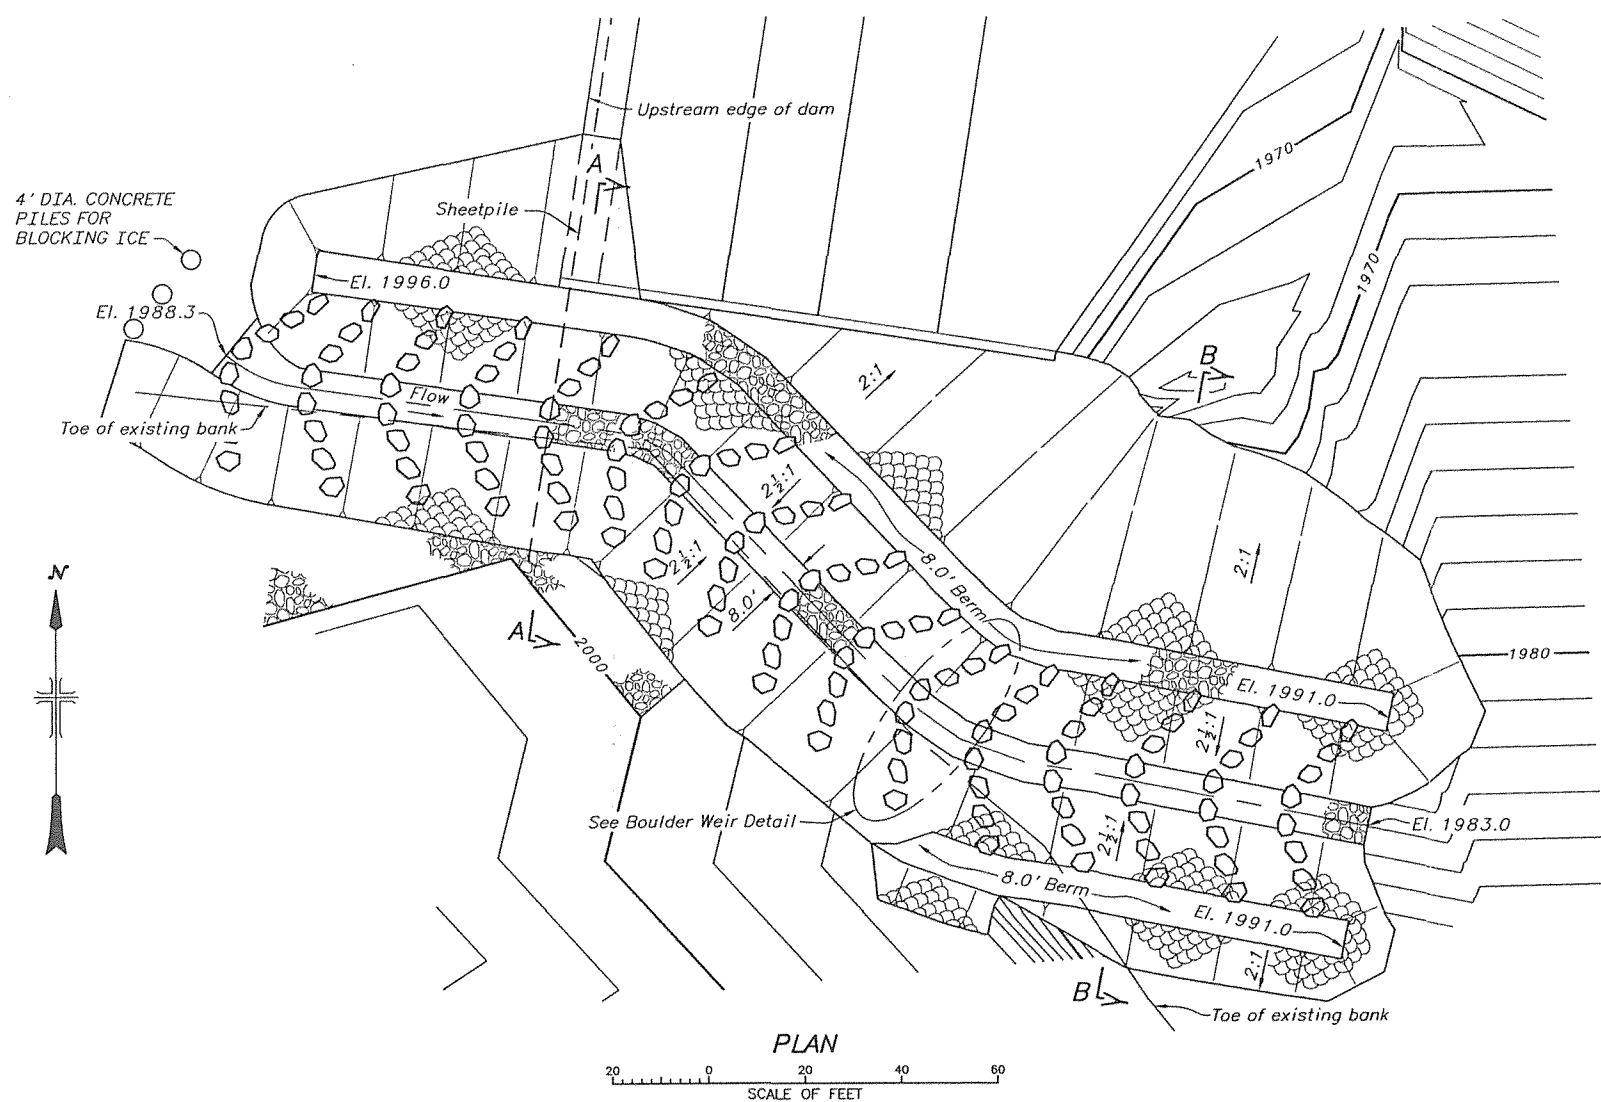 Upstream edge of dam
1970
A
4' DIA. CONCRETE
PILES FOR
BLOCKING ICE
Sheetpile
1970
El. 1996.0
El. 1988.3
B
2:1
Flow
Toe of existing bank
2½:1
2½:1
8.0' Berm
2:1
N
8.0'
A
2000
1980
El. 1991.0
2½:1
See Boulder Weir Detail
El. 1983.0
2½:1
8.0' Berm
El. 1991.0
2:1
B
Toe of existing bank
PLAN
20 0 20 40 60
SCALE OF FEET